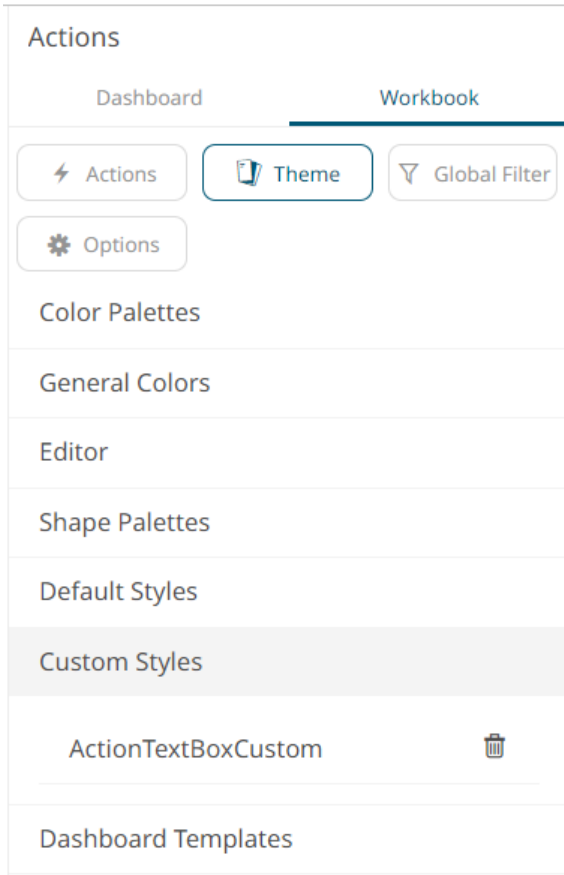 Actions
Dashboard Workbook
Actions Theme Global Filter
Options
Color Palettes
General Colors
Editor
Shape Palettes
Default Styles
Custom Styles
ActionTextBoxCustom
Dashboard Templates